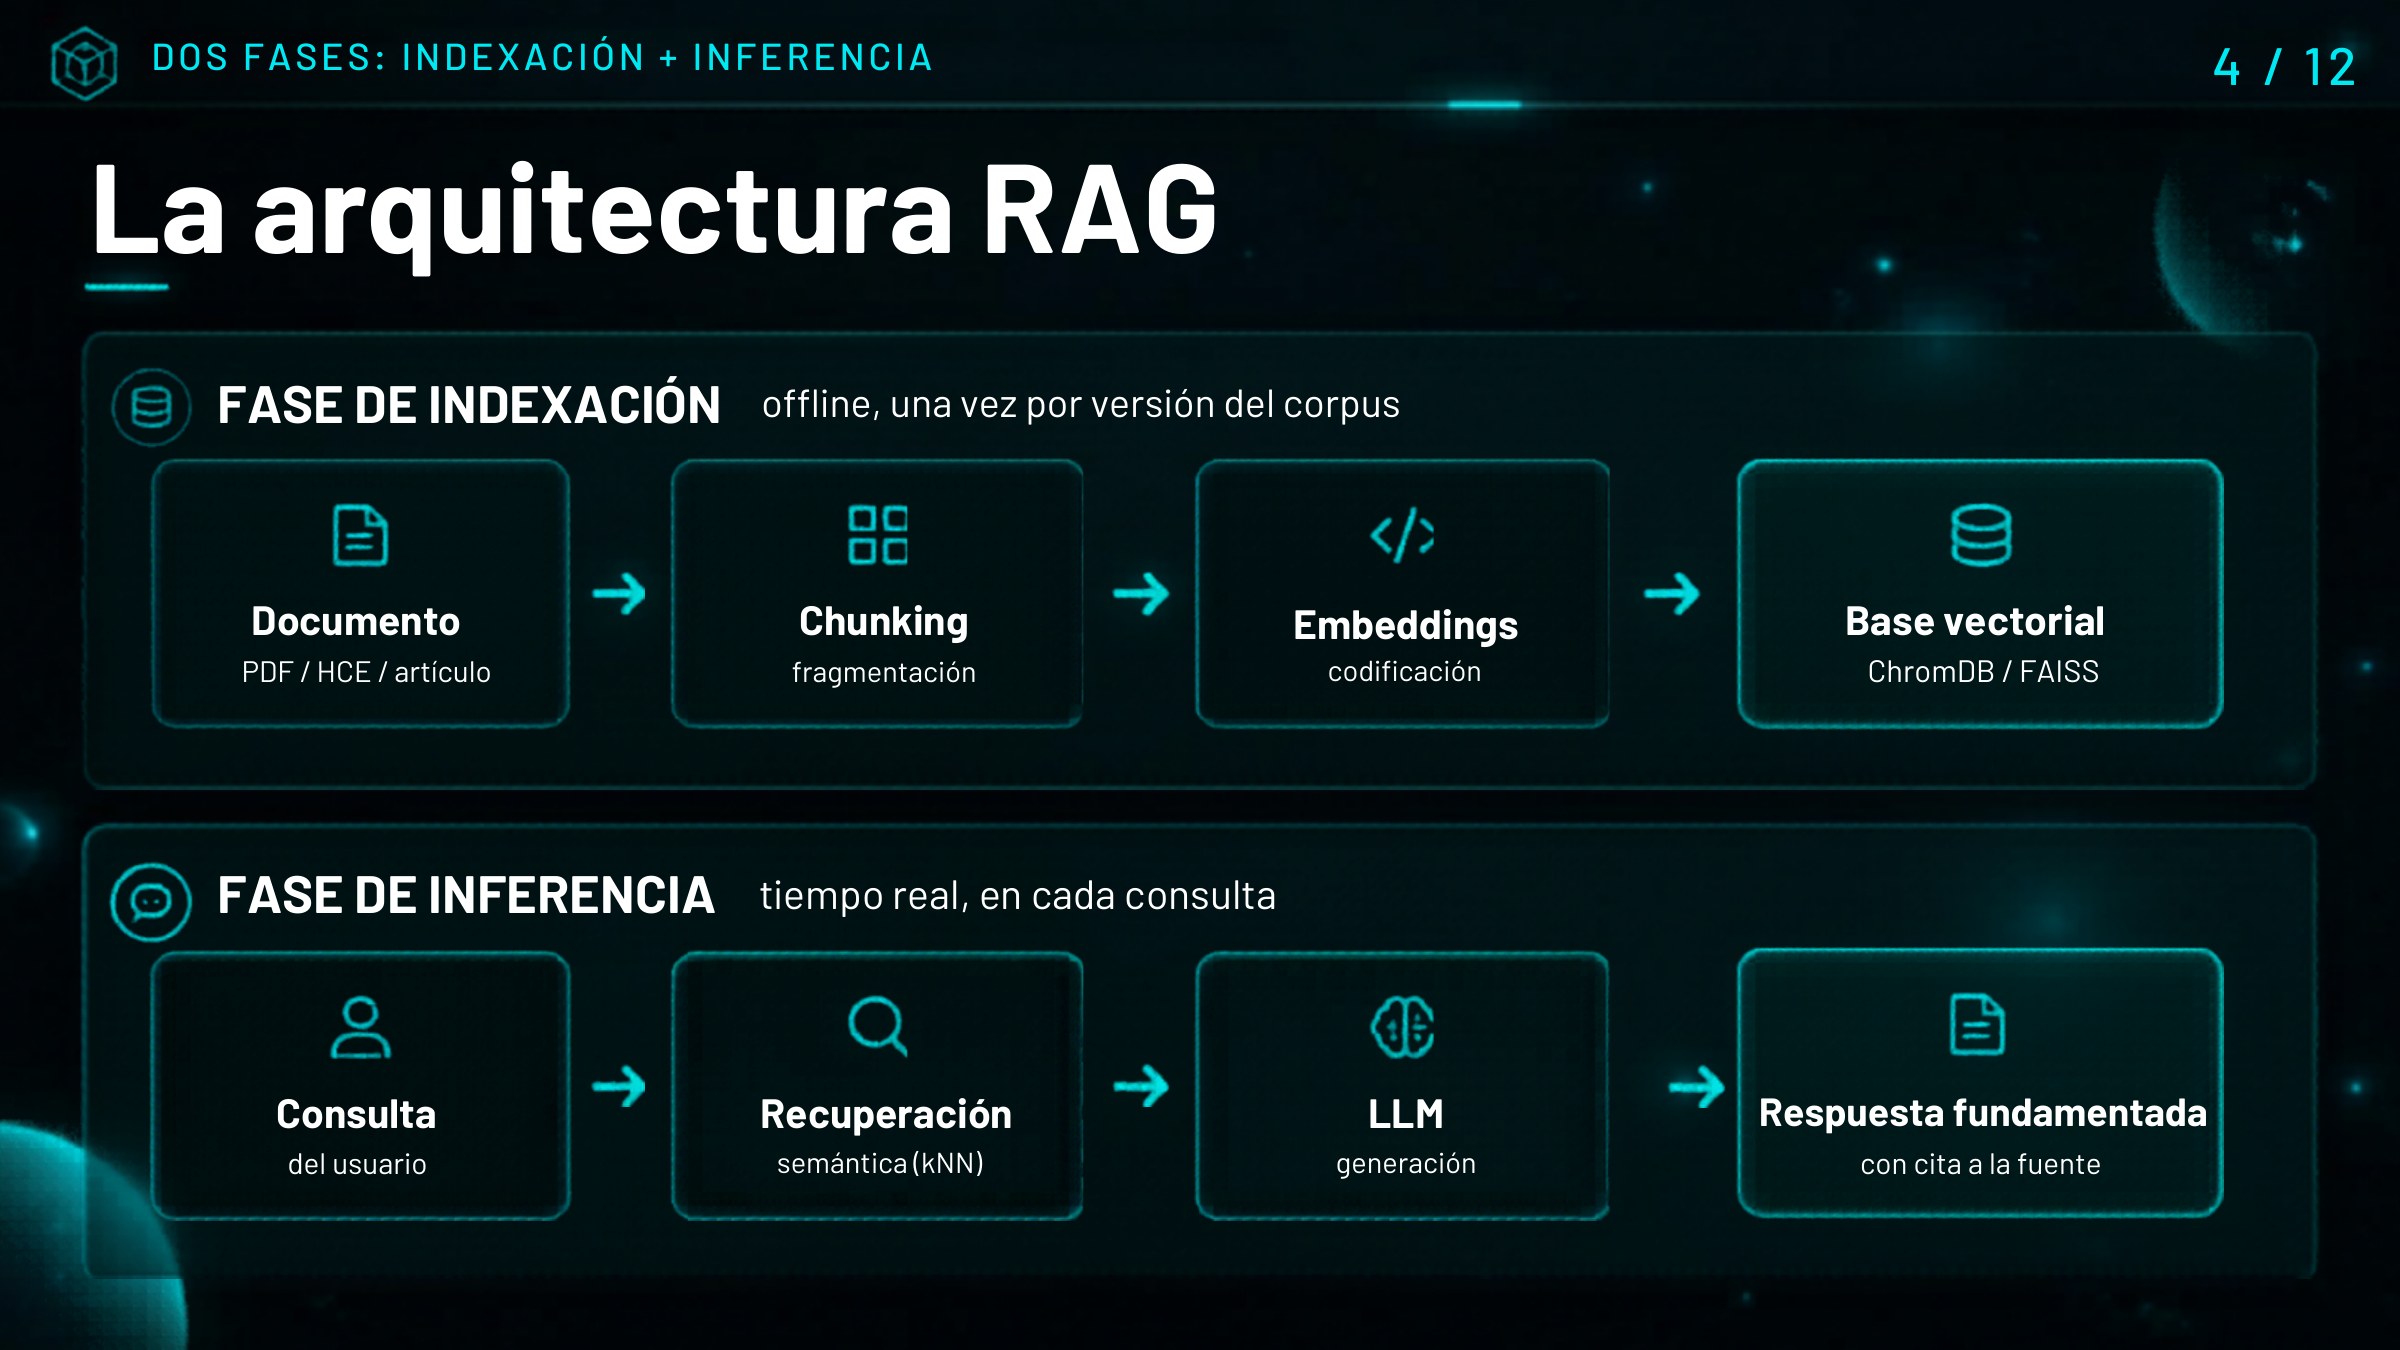 DOS FASES: INDEXACIÓN + INFERENCIA
4 / 12
La arquitectura RAG
FASE DE INDEXACIÓN offline, una vez por versión del corpus
Documento
PDF / HCE / artículo
Chunking
fragmentación
Embeddings
codificación
Base vectorial
ChromDB / FAISS
FASE DE INFERENCIA tiempo real, en cada consulta
Consulta
del usuario
Recuperación
semántica (kNN)
LLM
generación
Respuesta fundamentada
con cita a la fuente